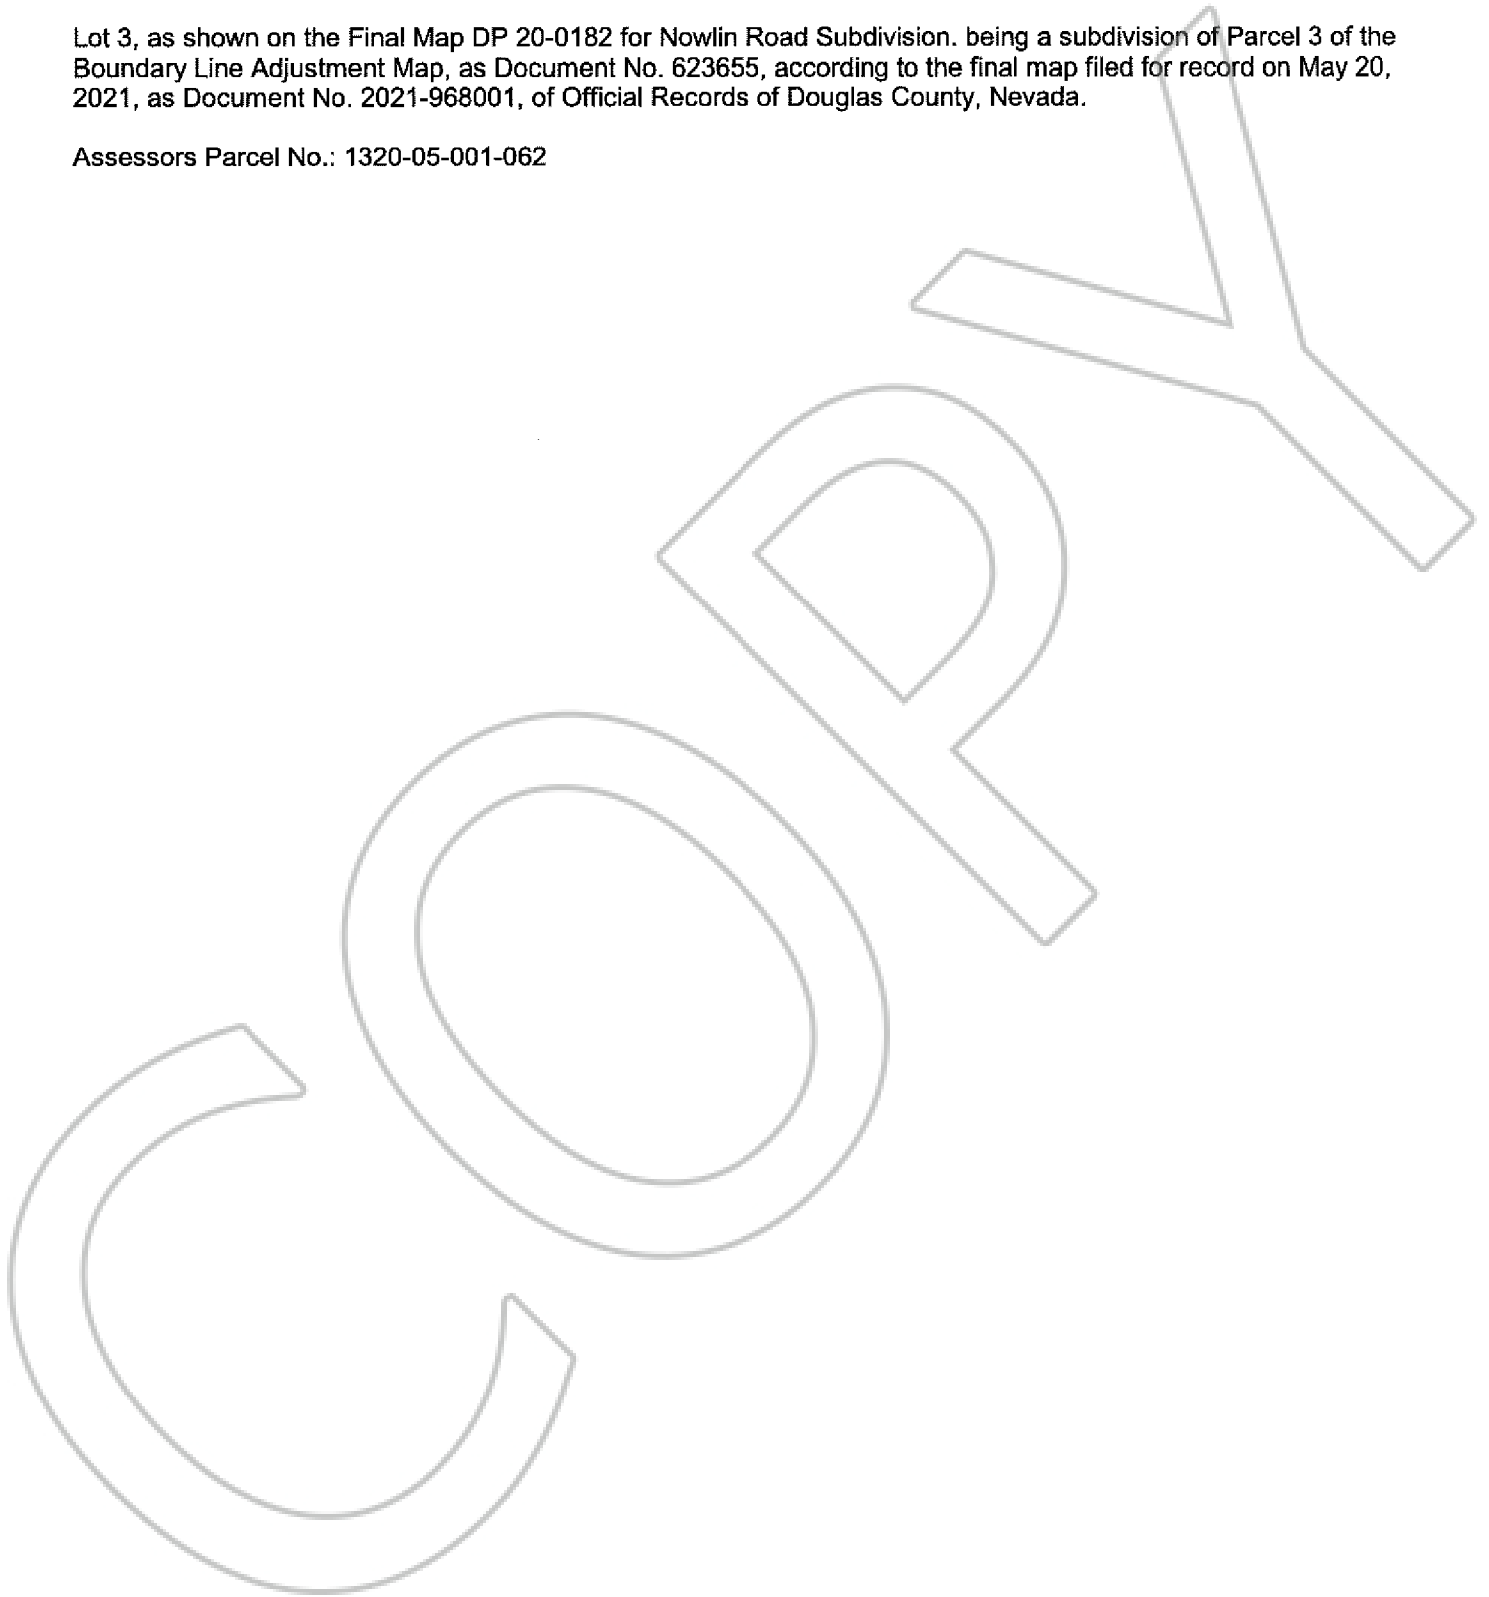 Lot 3, as shown on the Final Map DP 20-0182 for Nowlin Road Subdivision. being a subdivision of Parcel 3 of the
Boundary Line Adjustment Map, as Document No. 623655, according to the final map filed for record on May 20,
2021, as Document No. 2021-968001, of Official Records of Douglas County, Nevada.
Assessors Parcel No.: 1320-05-001-062
COPY